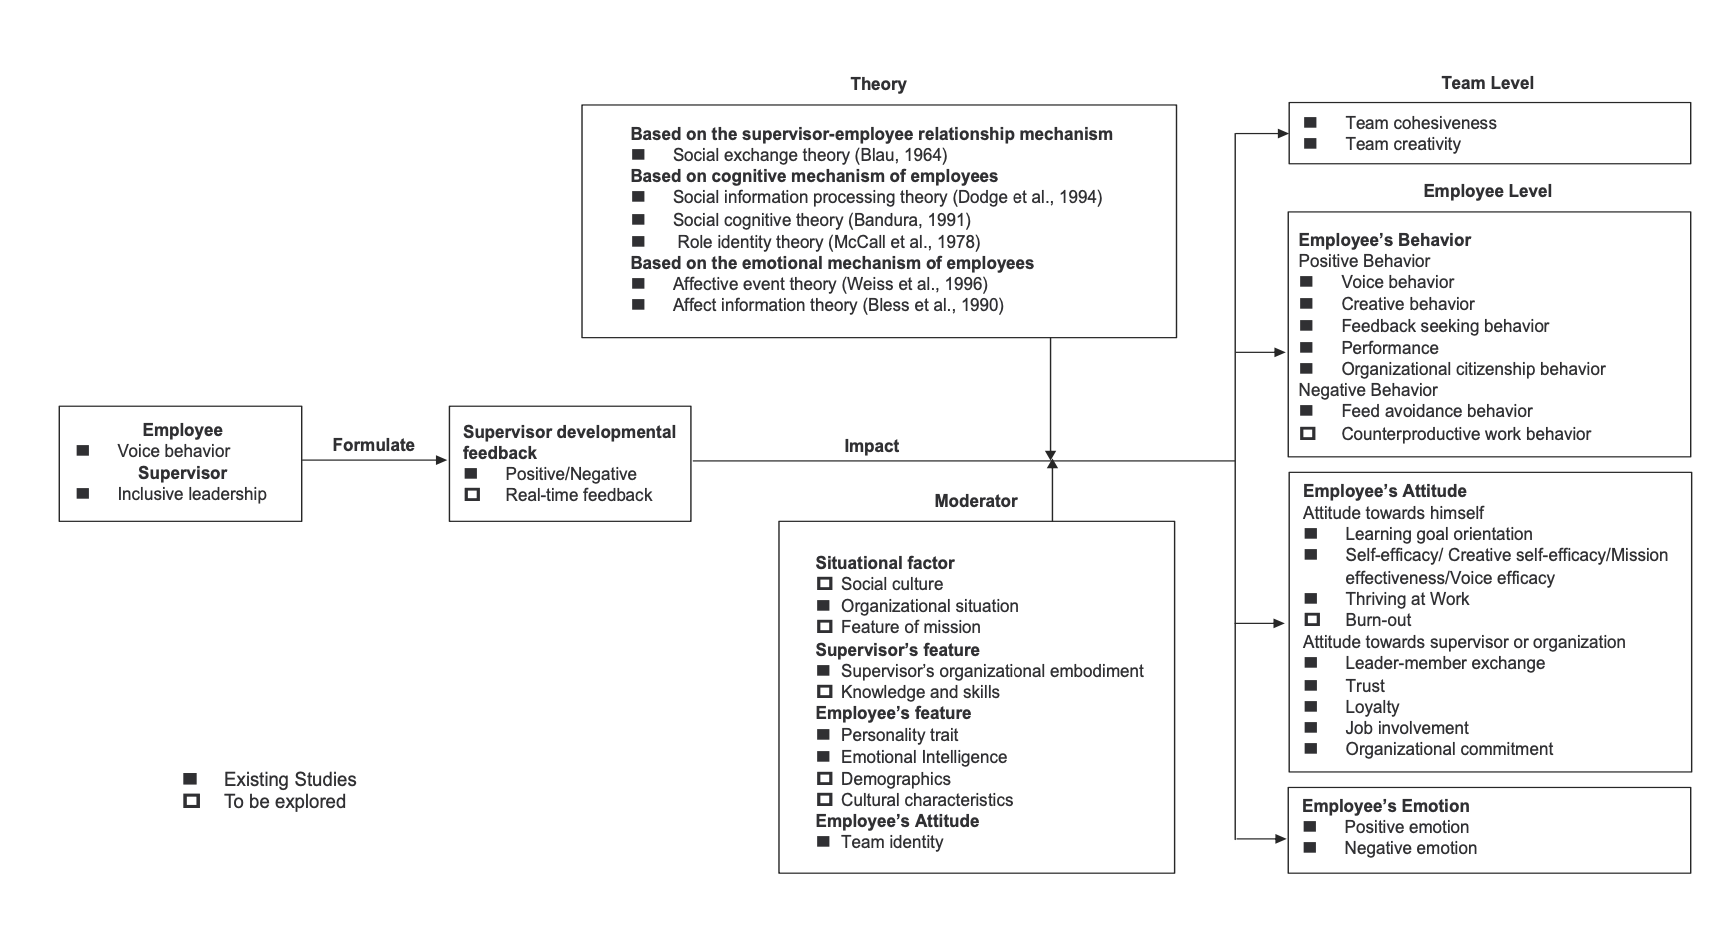 Theory
Based on the supervisor-employee relationship mechanism
Social exchange theory (Blau, 1964)
Based on cognitive mechanism of employees
Social information processing theory (Dodge et al., 1994)
Social cognitive theory (Bandura, 1991)
Role identity theory (McCall et al., 1978)
Based on the emotional mechanism of employees
Affective event theory (Weiss et al., 1996)
Affect information theory (Bless et al., 1990)
Employee
Voice behavior
Supervisor
Inclusive leadership
Formulate
Supervisor developmental
feedback
Positive/Negative
Real-time feedback
Impact
Moderator
Situational factor
Social culture
Organizational situation
Feature of mission
Supervisor's feature
Supervisor's organizational embodiment
Knowledge and skills
Employee's feature
Personality trait
Emotional Intelligence
Demographics
Cultural characteristics
Employee's Attitude
Team identity
Team Level
Team cohesiveness
Team creativity
Employee Level
Employee's Behavior
Positive Behavior
Voice behavior
Creative behavior
Feedback seeking behavior
Performance
Organizational citizenship behavior
Negative Behavior
Feed avoidance behavior
Counterproductive work behavior
Employee's Attitude
Attitude towards himself
Learning goal orientation
Self-efficacy/ Creative self-efficacy/Mission
effectiveness/Voice efficacy
Thriving at Work
Burn-out
Attitude towards supervisor or organization
Leader-member exchange
Trust
Loyalty
Job involvement
Organizational commitment
Employee's Emotion
Positive emotion
Negative emotion
Existing Studies
To be explored